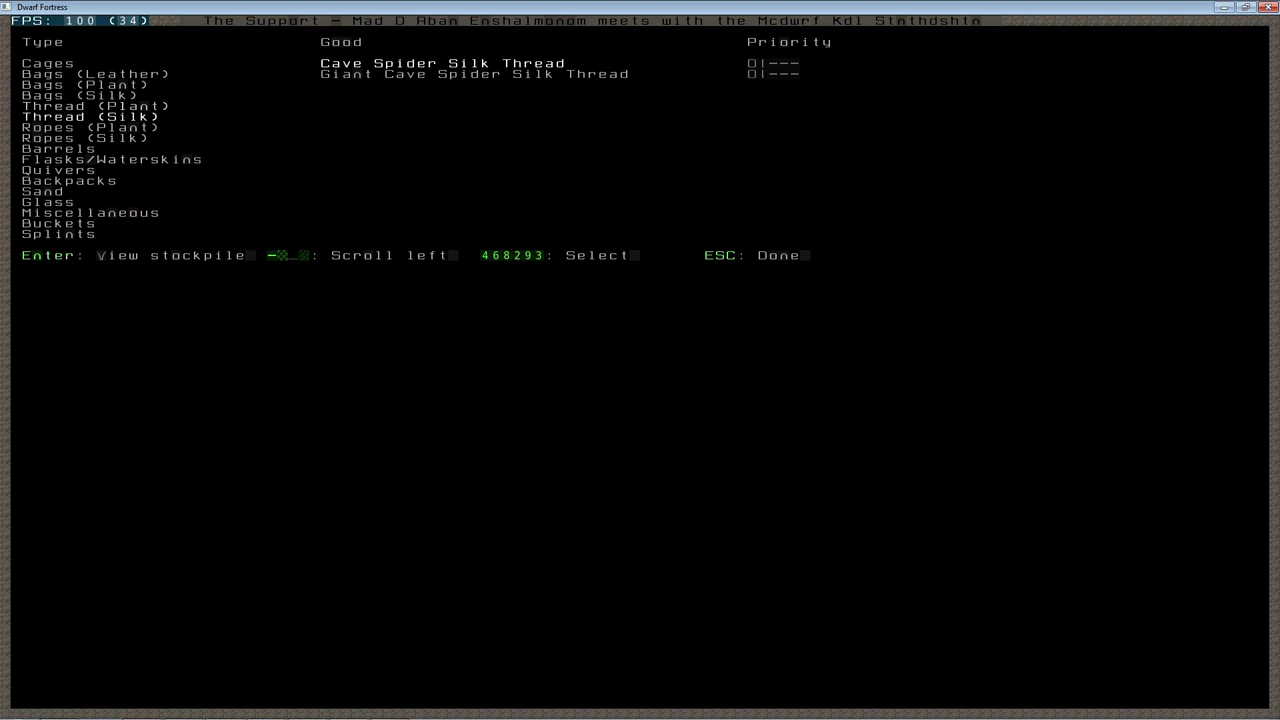 Dwarf Fortress
FPS: 100 (34) The Support — Mad O Aban Enshalmonom meets with the Mcdwrf Kdl Stnthdshtn
Type Good Priority
Cages Cave Spider Silk Thread O|---
Bags (Leather) Giant Cave Spider Silk Thread O|---
Bags (Plant)
Bags (Silk)
Thread (Plant)
Thread (Silk)
Ropes (Plant)
Ropes (Silk)
Barrels
Flasks/Waterskins
Quivers
Backpacks
Sand
Glass
Miscellaneous
Buckets
Splints
Enter: View stockpile : Scroll left 468293: Select ESC: Done